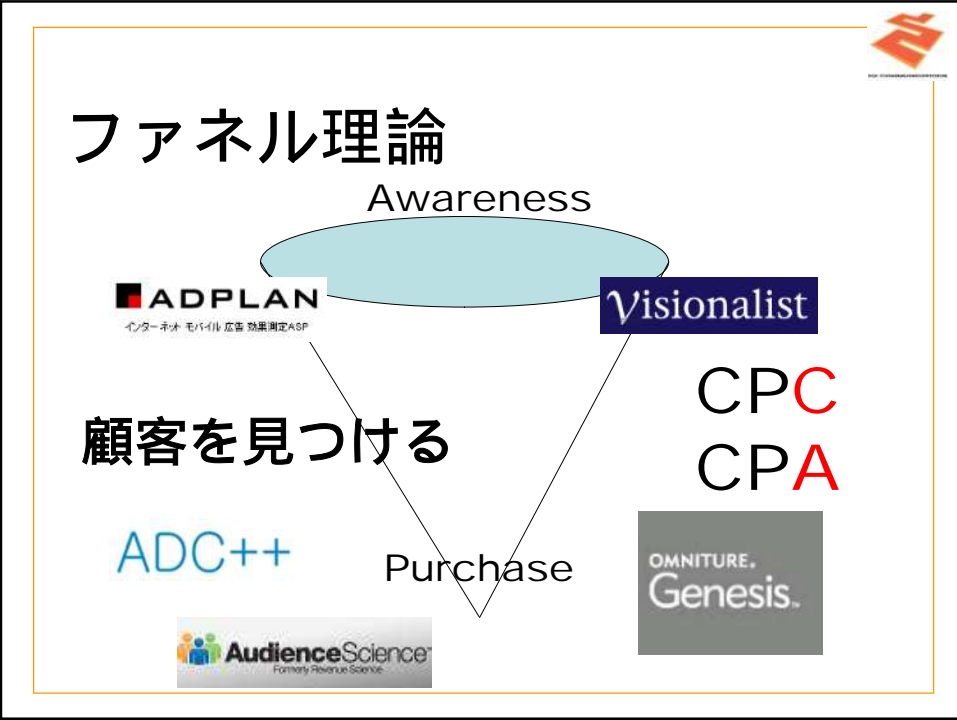 ファネル理論
Awareness
ADPLAN
インターネット モバイル 広告 効果測定ASP
Visionalist
CPC
CPA
顧客を見つける
ADC++
Purchase
OMNITURE.
Genesis™
AudienceScience
Formerly Revenue Science